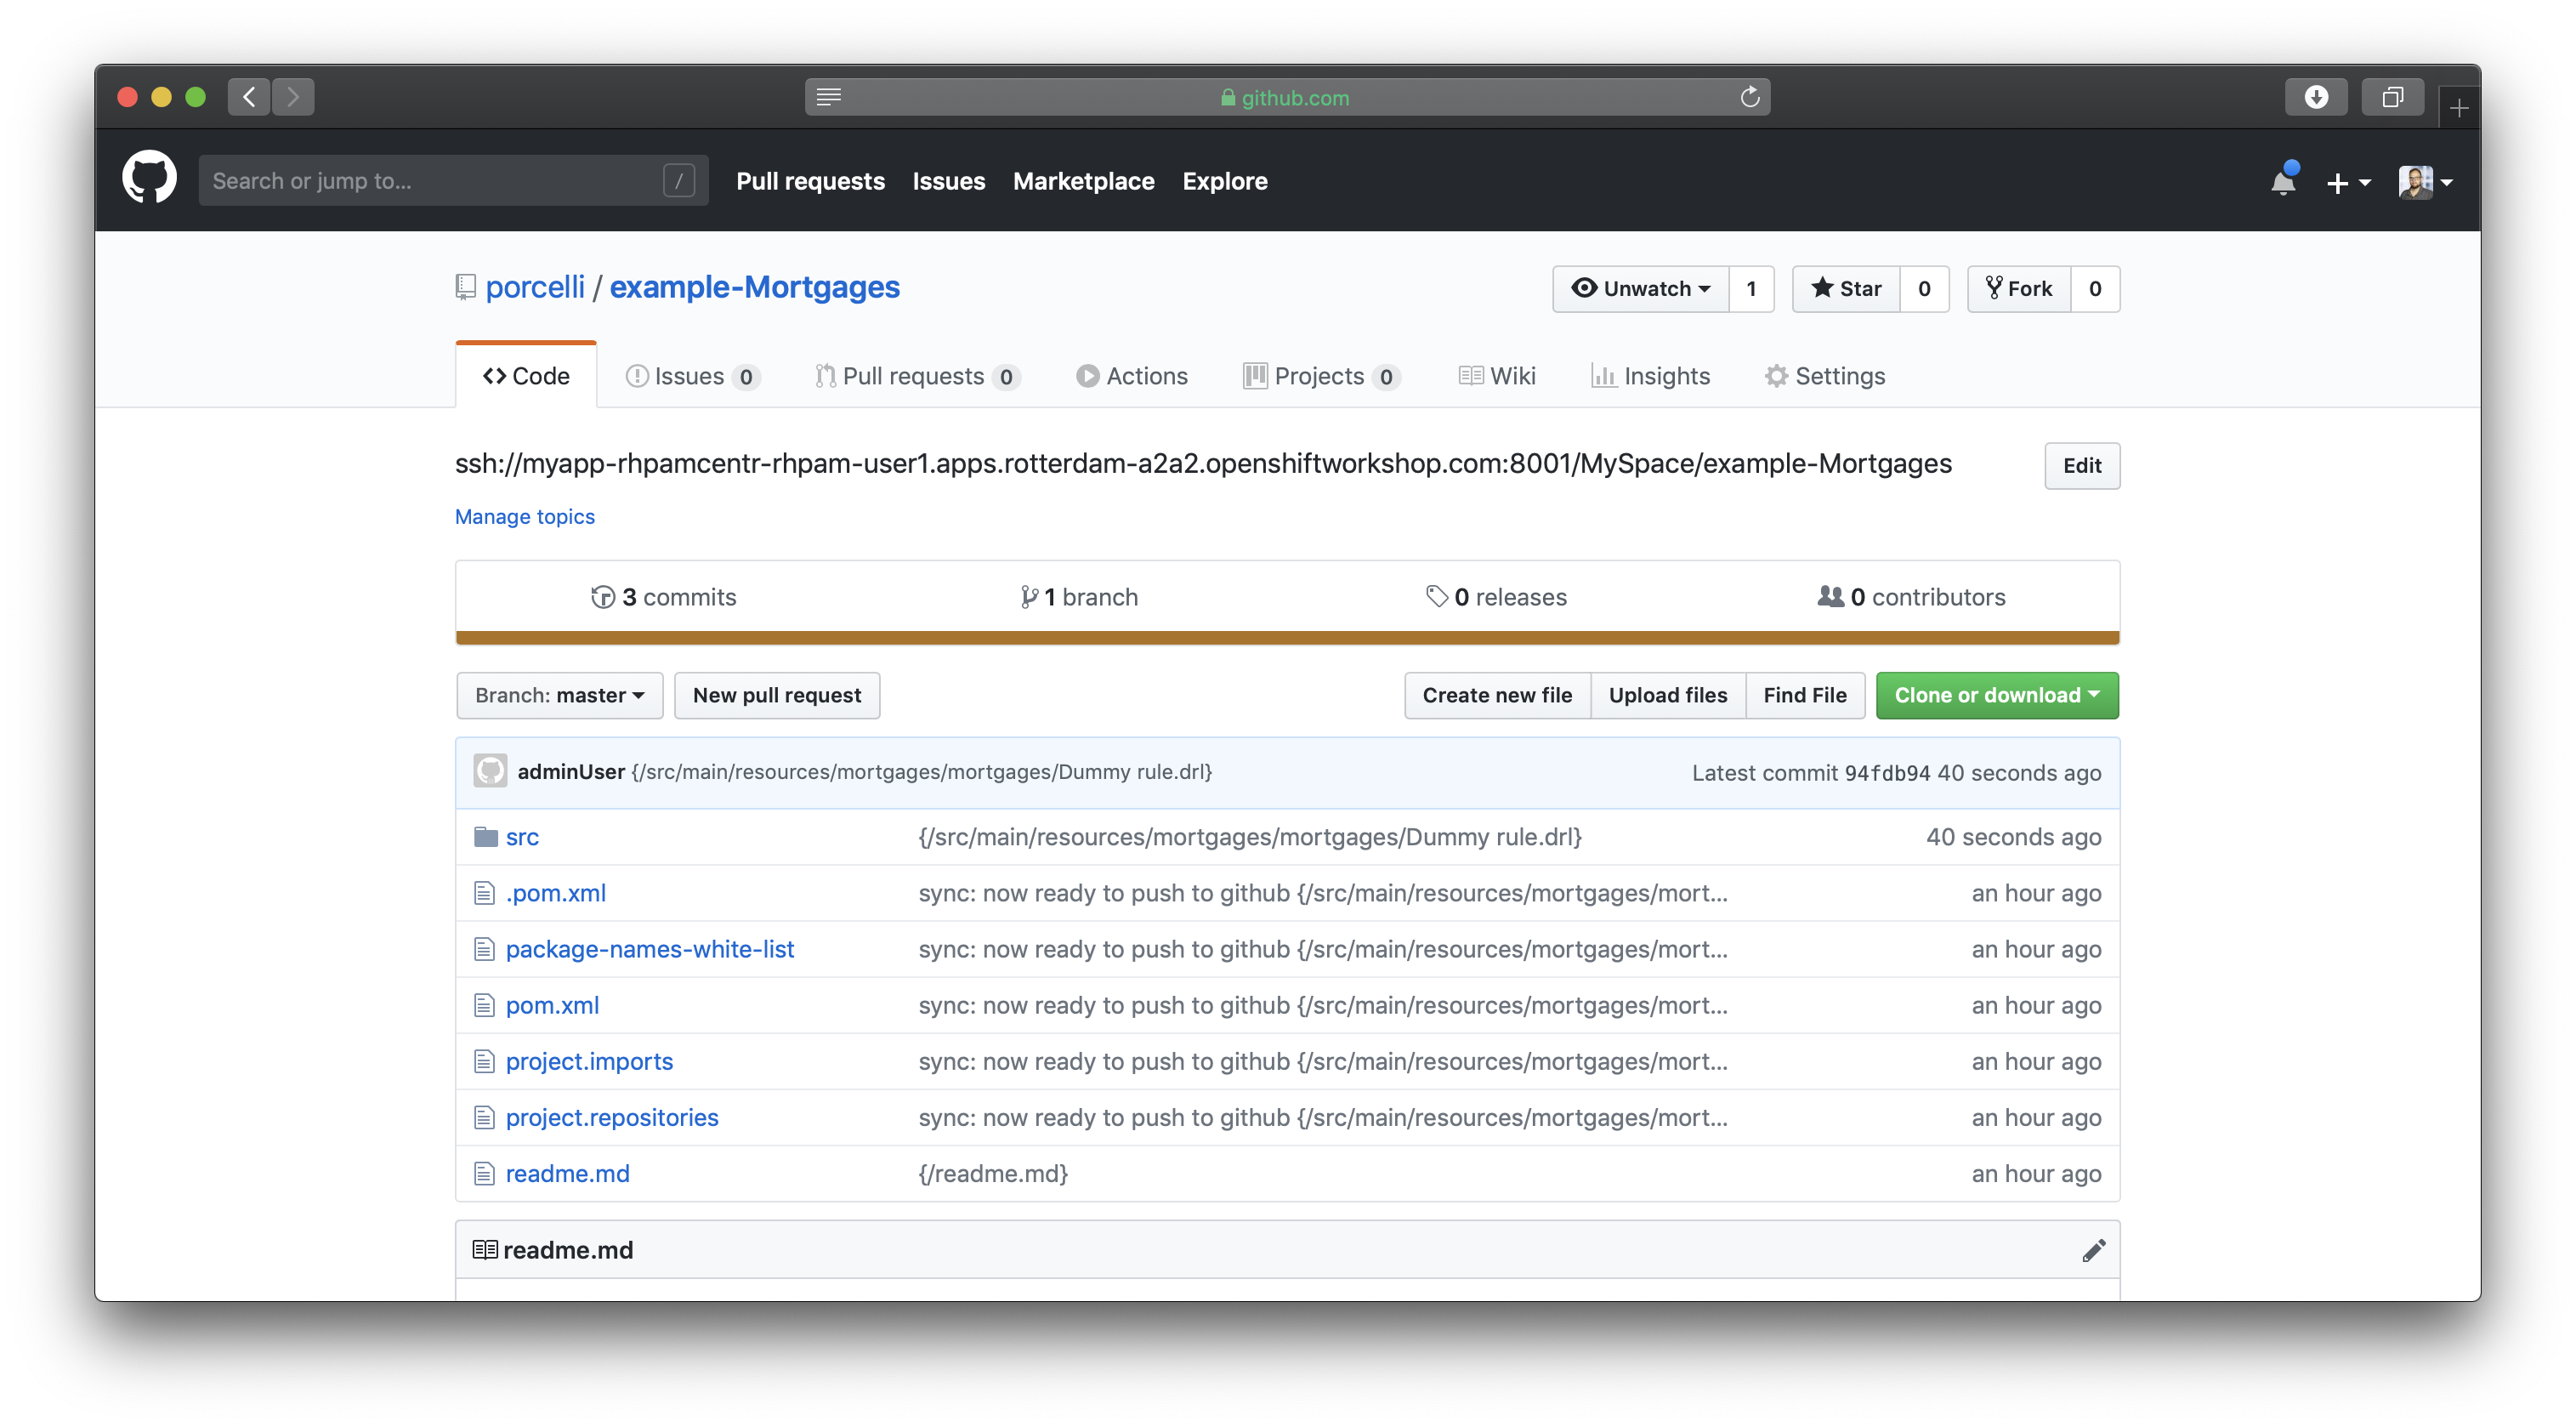 github.com
Search or jump to... / Pull requests Issues Marketplace Explore
porcelli / example-Mortgages Unwatch 1 Star 0 Fork 0
Code Issues 0 Pull requests 0 Actions Projects 0 Wiki Insights Settings
ssh://myapp-rhpamcentr-rhpam-user1.apps.rotterdam-a2a2.openshiftworkshop.com:8001/MySpace/example-Mortgages Edit
Manage topics
3 commits 1 branch 0 releases 0 contributors
Branch: master New pull request Create new file Upload files Find File Clone or download
adminUser {/src/main/resources/mortgages/mortgages/Dummy rule.drl} Latest commit 94fdb94 40 seconds ago
src {/src/main/resources/mortgages/mortgages/Dummy rule.drl} 40 seconds ago
.pom.xml sync: now ready to push to github {/src/main/resources/mortgages/mort... an hour ago
package-names-white-list sync: now ready to push to github {/src/main/resources/mortgages/mort... an hour ago
pom.xml sync: now ready to push to github {/src/main/resources/mortgages/mort... an hour ago
project.imports sync: now ready to push to github {/src/main/resources/mortgages/mort... an hour ago
project.repositories sync: now ready to push to github {/src/main/resources/mortgages/mort... an hour ago
readme.md {/readme.md} an hour ago
readme.md